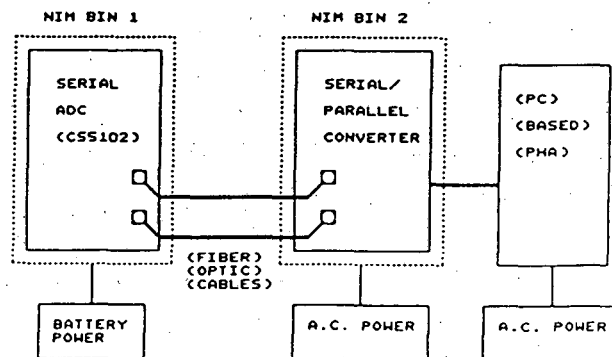 NIM BIN 1
NIM BIN 2
SERIAL
ADC
(CSS102)
SERIAL/
PARALLEL
CONVERTER
(PC)
(BASED)
(PHA)
(FIBER)
(OPTIC)
(CABLES)
BATTERY
POWER
A.C. POWER
A.C. POWER